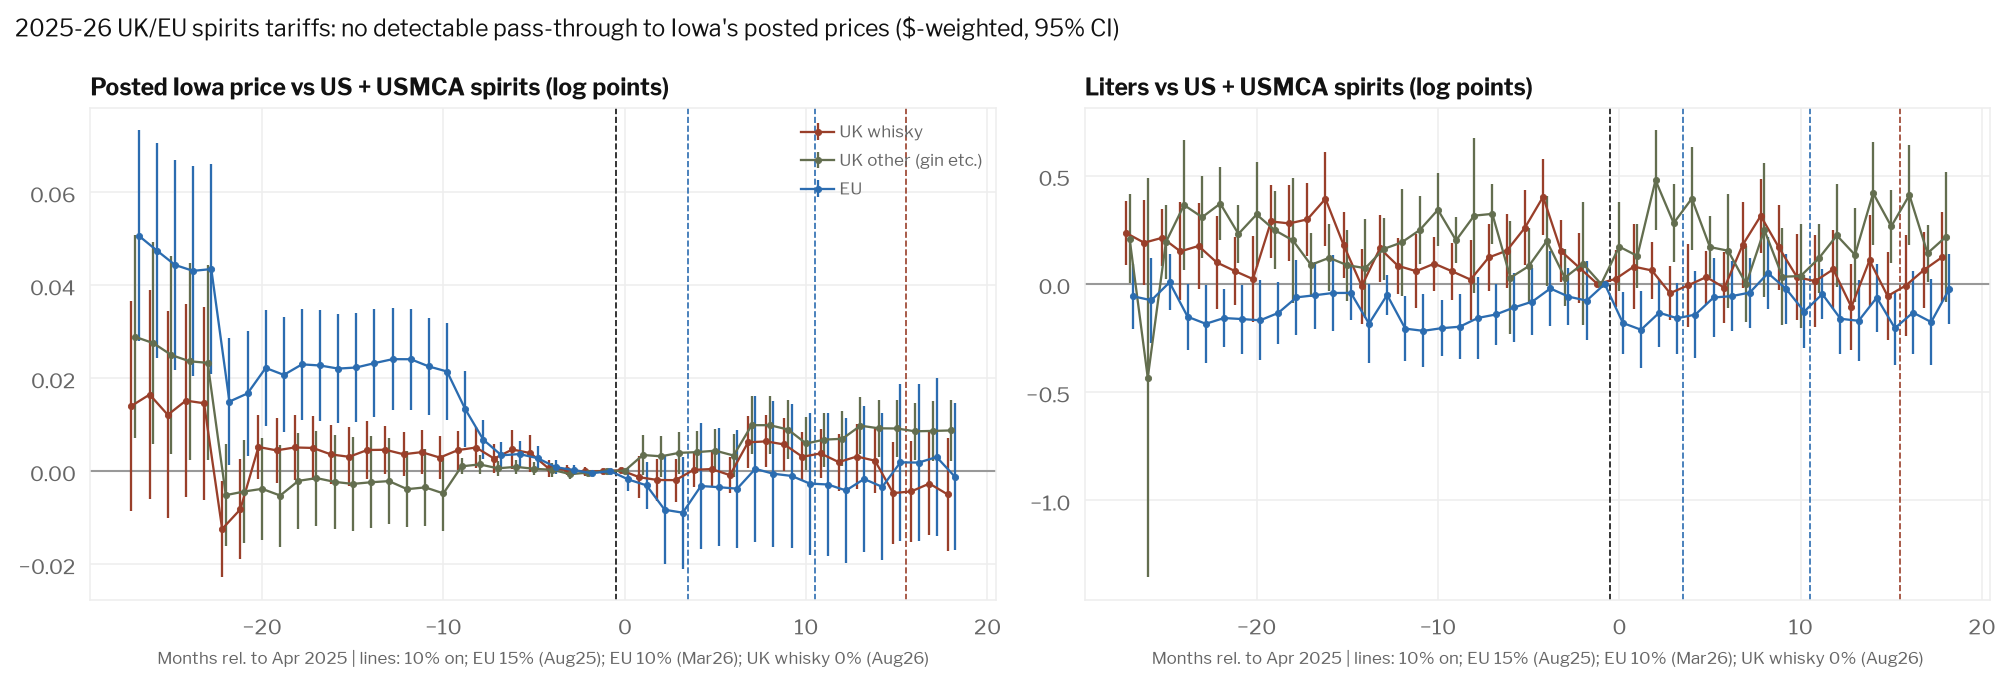 2025-26 UK/EU spirits tariffs: no detectable pass-through to Iowa's posted prices ($-weighted, 95% CI)
Posted Iowa price vs US + USMCA spirits (log points)
UK whisky
UK other (gin etc.)
EU
0.06
0.04
0.02
0.00
−0.02
−20
−10
0
10
20
Months rel. to Apr 2025 | lines: 10% on; EU 15% (Aug25); EU 10% (Mar26); UK whisky 0% (Aug26)
Liters vs US + USMCA spirits (log points)
0.5
0.0
−0.5
−1.0
−20
−10
0
10
20
Months rel. to Apr 2025 | lines: 10% on; EU 15% (Aug25); EU 10% (Mar26); UK whisky 0% (Aug26)